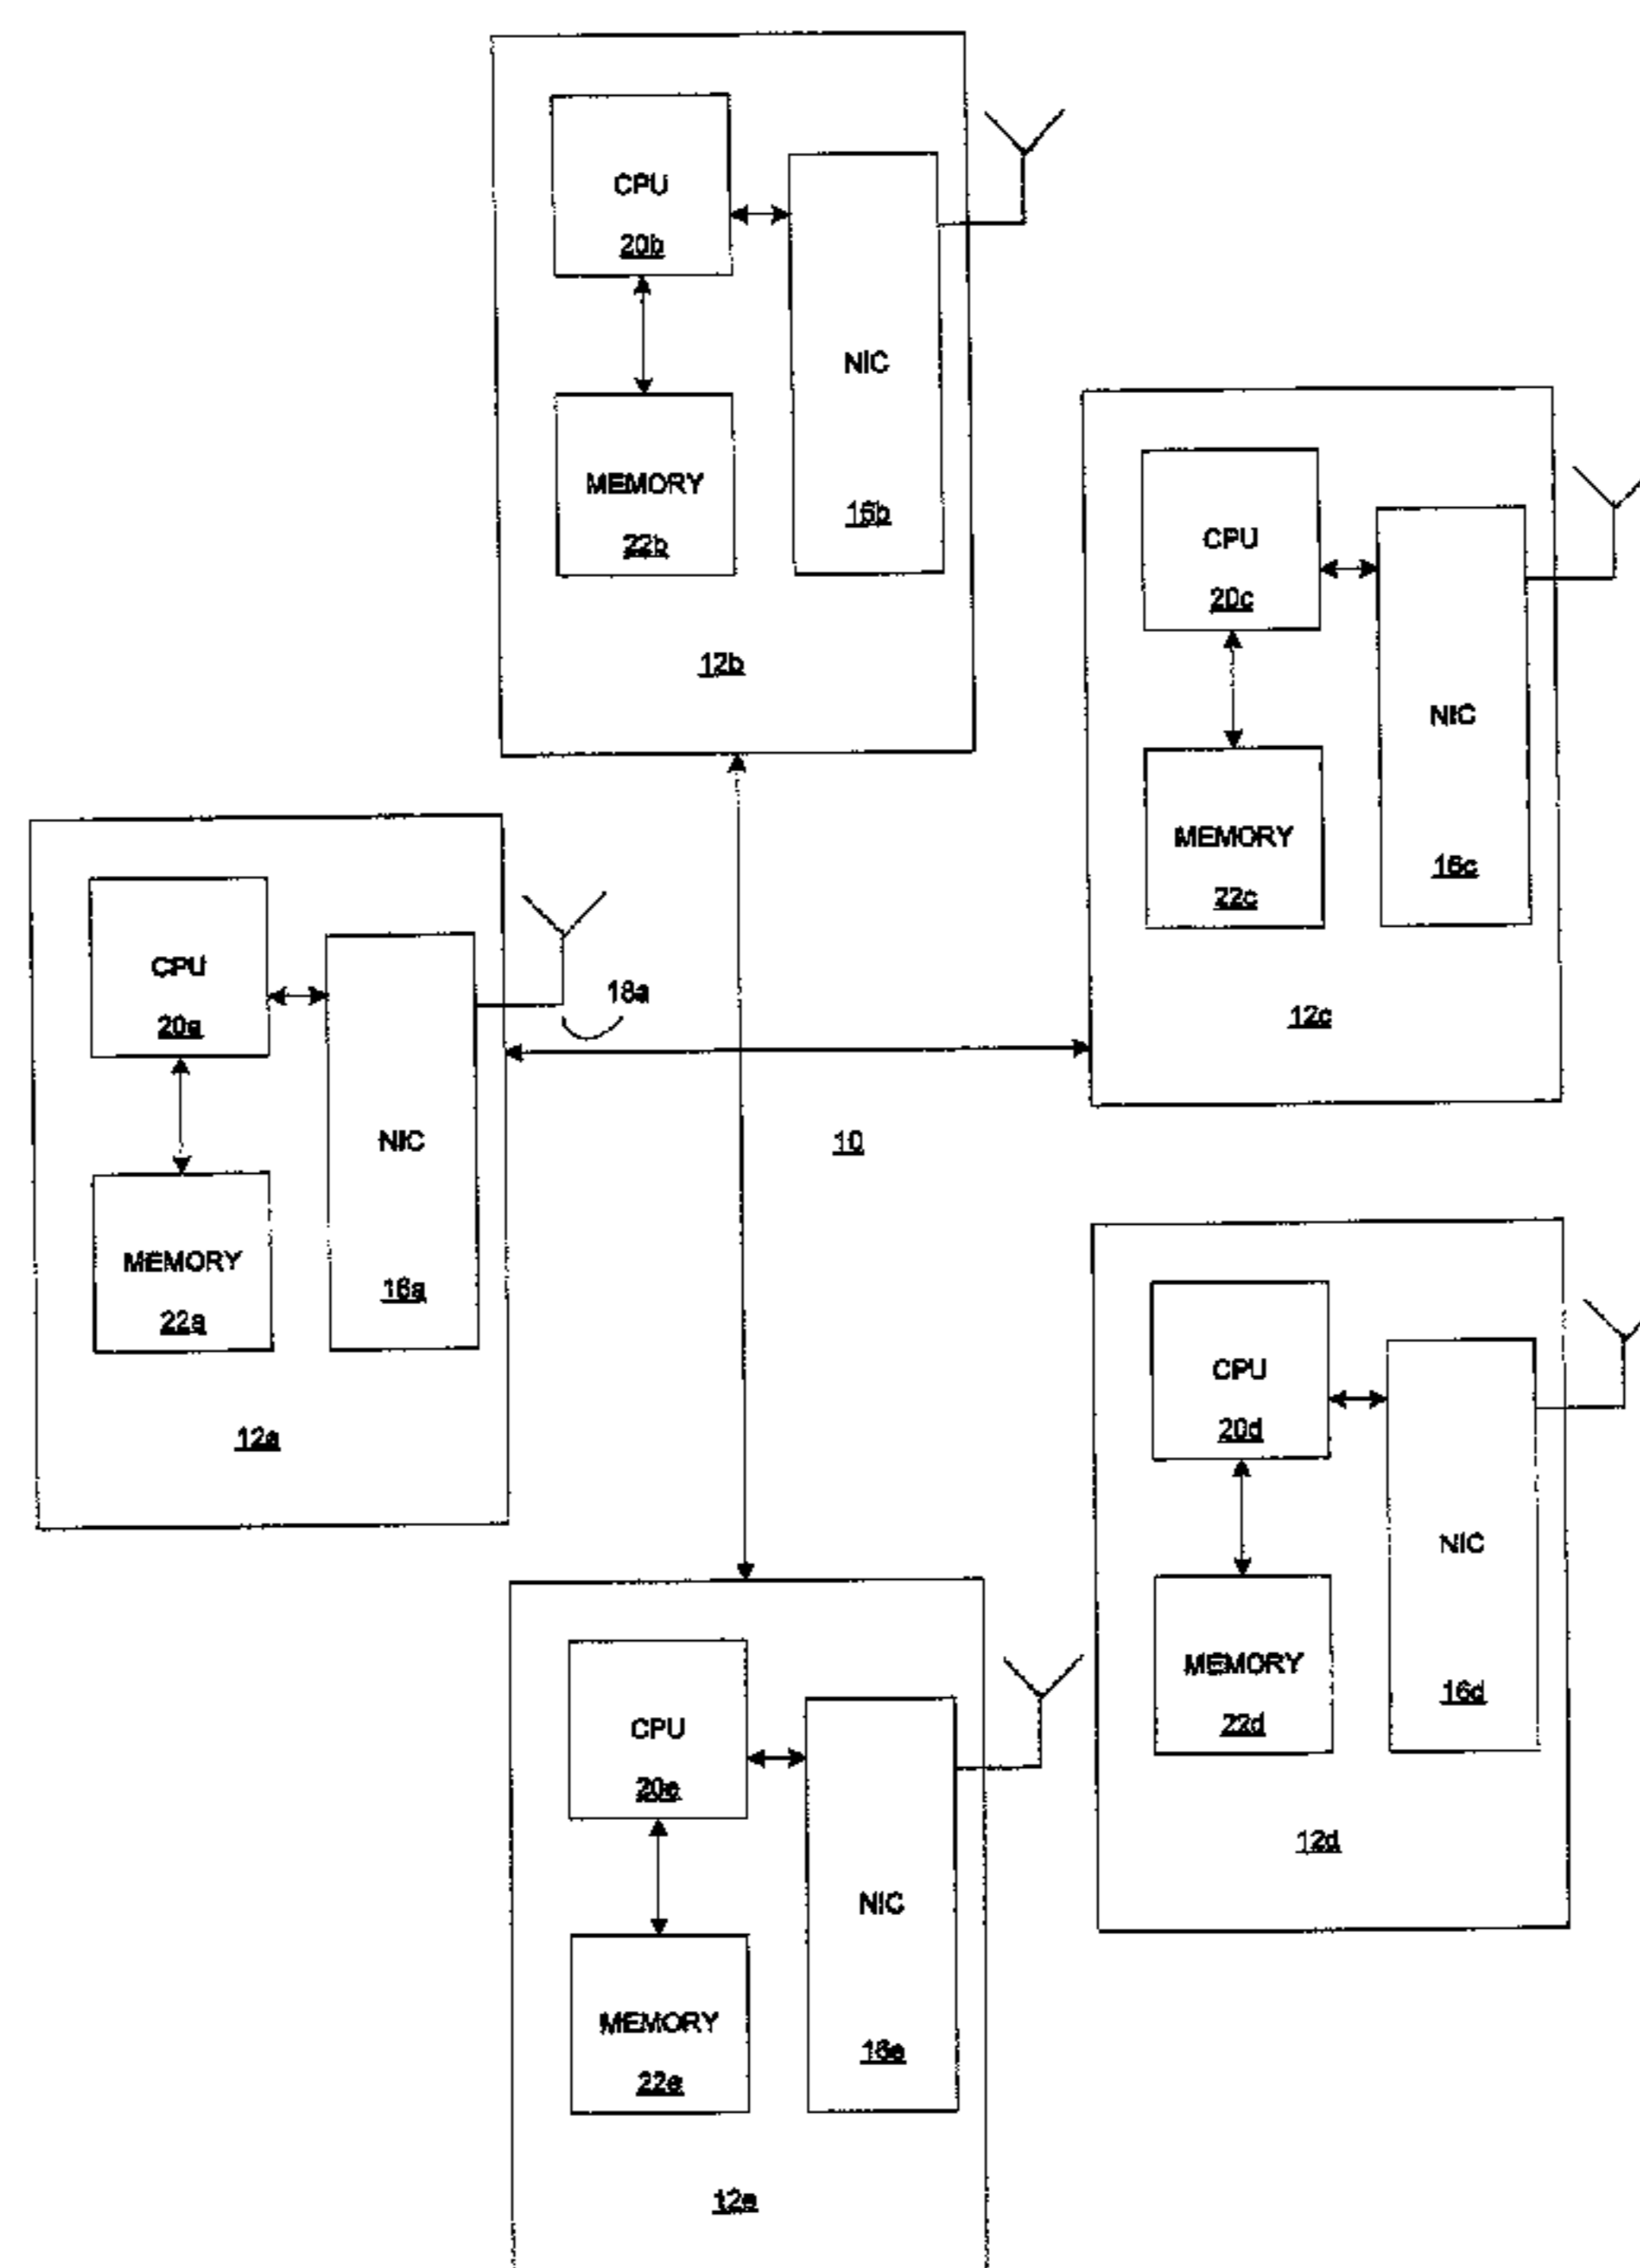 CPU
20b
NIC
MEMORY
22b
16b
12b
CPU
20c
NIC
MEMORY
22c
16c
12c
CPU
20a
18a
NIC
MEMORY
22a
16a
12a
10
CPU
20d
NIC
MEMORY
22d
16d
12d
CPU
20e
NIC
MEMORY
22e
16e
12e